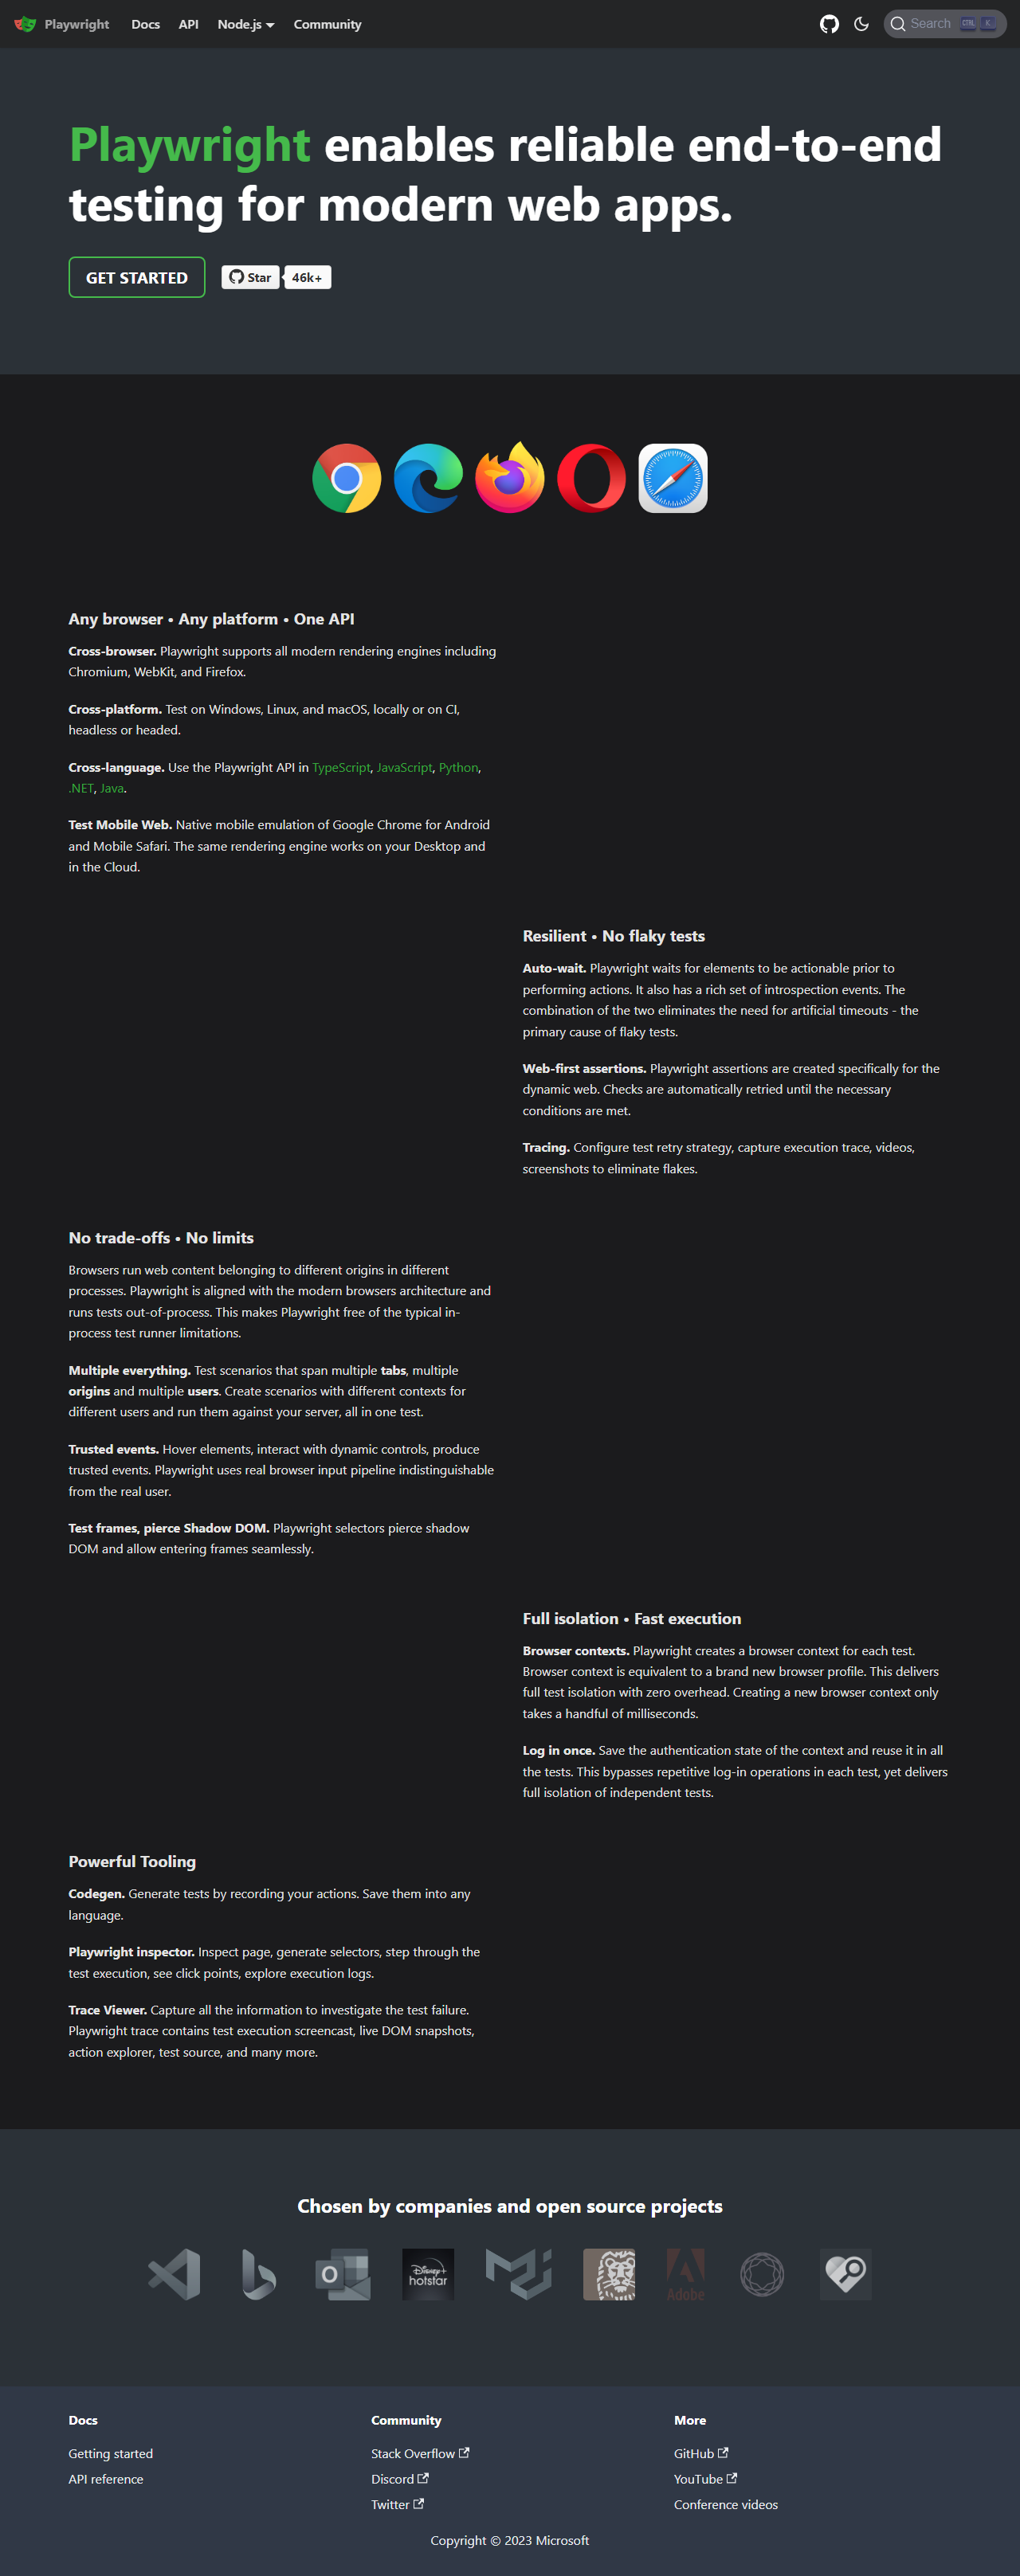 Playwright Docs API Node.js Community Search CTRL K
Playwright enables reliable end-to-end
testing for modern web apps.
GET STARTED Star 46k+
Any browser • Any platform • One API
Cross-browser. Playwright supports all modern rendering engines including
Chromium, WebKit, and Firefox.
Cross-platform. Test on Windows, Linux, and macOS, locally or on CI,
headless or headed.
Cross-language. Use the Playwright API in TypeScript, JavaScript, Python,
.NET, Java.
Test Mobile Web. Native mobile emulation of Google Chrome for Android
and Mobile Safari. The same rendering engine works on your Desktop and
in the Cloud.
Resilient • No flaky tests
Auto-wait. Playwright waits for elements to be actionable prior to
performing actions. It also has a rich set of introspection events. The
combination of the two eliminates the need for artificial timeouts - the
primary cause of flaky tests.
Web-first assertions. Playwright assertions are created specifically for the
dynamic web. Checks are automatically retried until the necessary
conditions are met.
Tracing. Configure test retry strategy, capture execution trace, videos,
screenshots to eliminate flakes.
No trade-offs • No limits
Browsers run web content belonging to different origins in different
processes. Playwright is aligned with the modern browsers architecture and
runs tests out-of-process. This makes Playwright free of the typical in-
process test runner limitations.
Multiple everything. Test scenarios that span multiple tabs, multiple
origins and multiple users. Create scenarios with different contexts for
different users and run them against your server, all in one test.
Trusted events. Hover elements, interact with dynamic controls, produce
trusted events. Playwright uses real browser input pipeline indistinguishable
from the real user.
Test frames, pierce Shadow DOM. Playwright selectors pierce shadow
DOM and allow entering frames seamlessly.
Full isolation • Fast execution
Browser contexts. Playwright creates a browser context for each test.
Browser context is equivalent to a brand new browser profile. This delivers
full test isolation with zero overhead. Creating a new browser context only
takes a handful of milliseconds.
Log in once. Save the authentication state of the context and reuse it in all
the tests. This bypasses repetitive log-in operations in each test, yet delivers
full isolation of independent tests.
Powerful Tooling
Codegen. Generate tests by recording your actions. Save them into any
language.
Playwright inspector. Inspect page, generate selectors, step through the
test execution, see click points, explore execution logs.
Trace Viewer. Capture all the information to investigate the test failure.
Playwright trace contains test execution screencast, live DOM snapshots,
action explorer, test source, and many more.
Chosen by companies and open source projects
Disney+
hotstar
Adobe
Docs
Getting started
API reference
Community
Stack Overflow
Discord
Twitter
More
GitHub
YouTube
Conference videos
Copyright © 2023 Microsoft